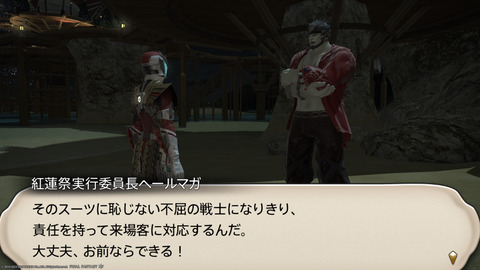 紅蓮祭実行委員長ヘールマガ
そのスーツに恥じない不屈の戦士になりきり、
責任を持って来場客に対応するんだ。
大丈夫、お前ならできる！